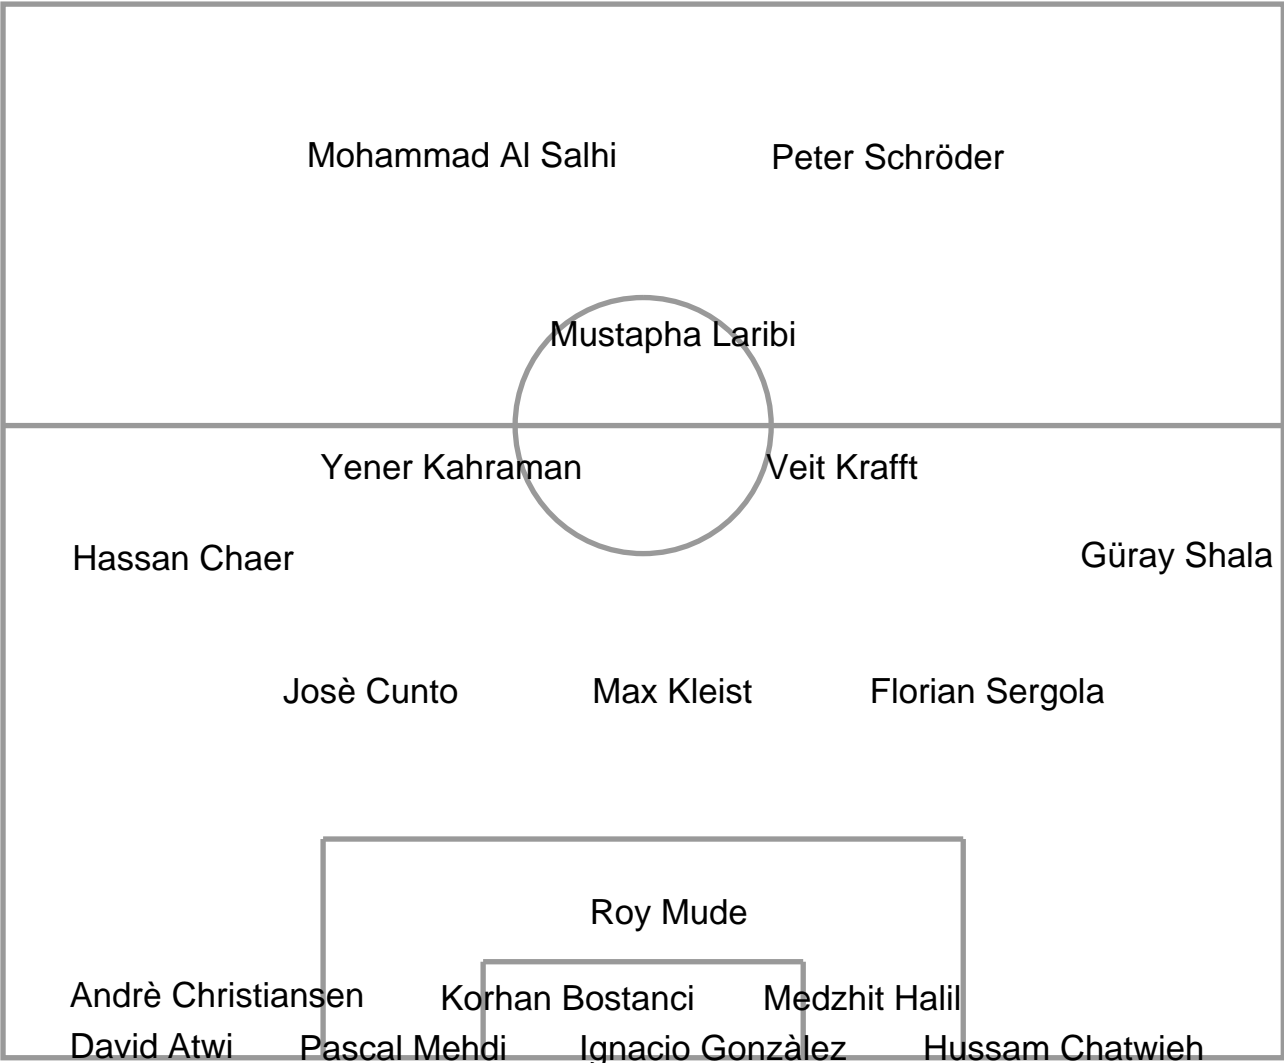 Mohammad Al Salhi Peter Schröder
Mustapha Laribi
Yener Kahraman Veit Krafft
Hassan Chaer Güray Shala
Josè Cunto Max Kleist Florian Sergola
Roy Mude
Andrè Christiansen Korhan Bostanci Medzhit Halil
David Atwi Pascal Mehdi Ignacio Gonzàlez Hussam Chatwieh